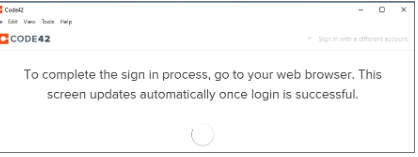 Code42
Edit View Tools Help
CODE42
Sign in with a different account
To complete the sign in process, go to your web browser. This
screen updates automatically once login is successful.